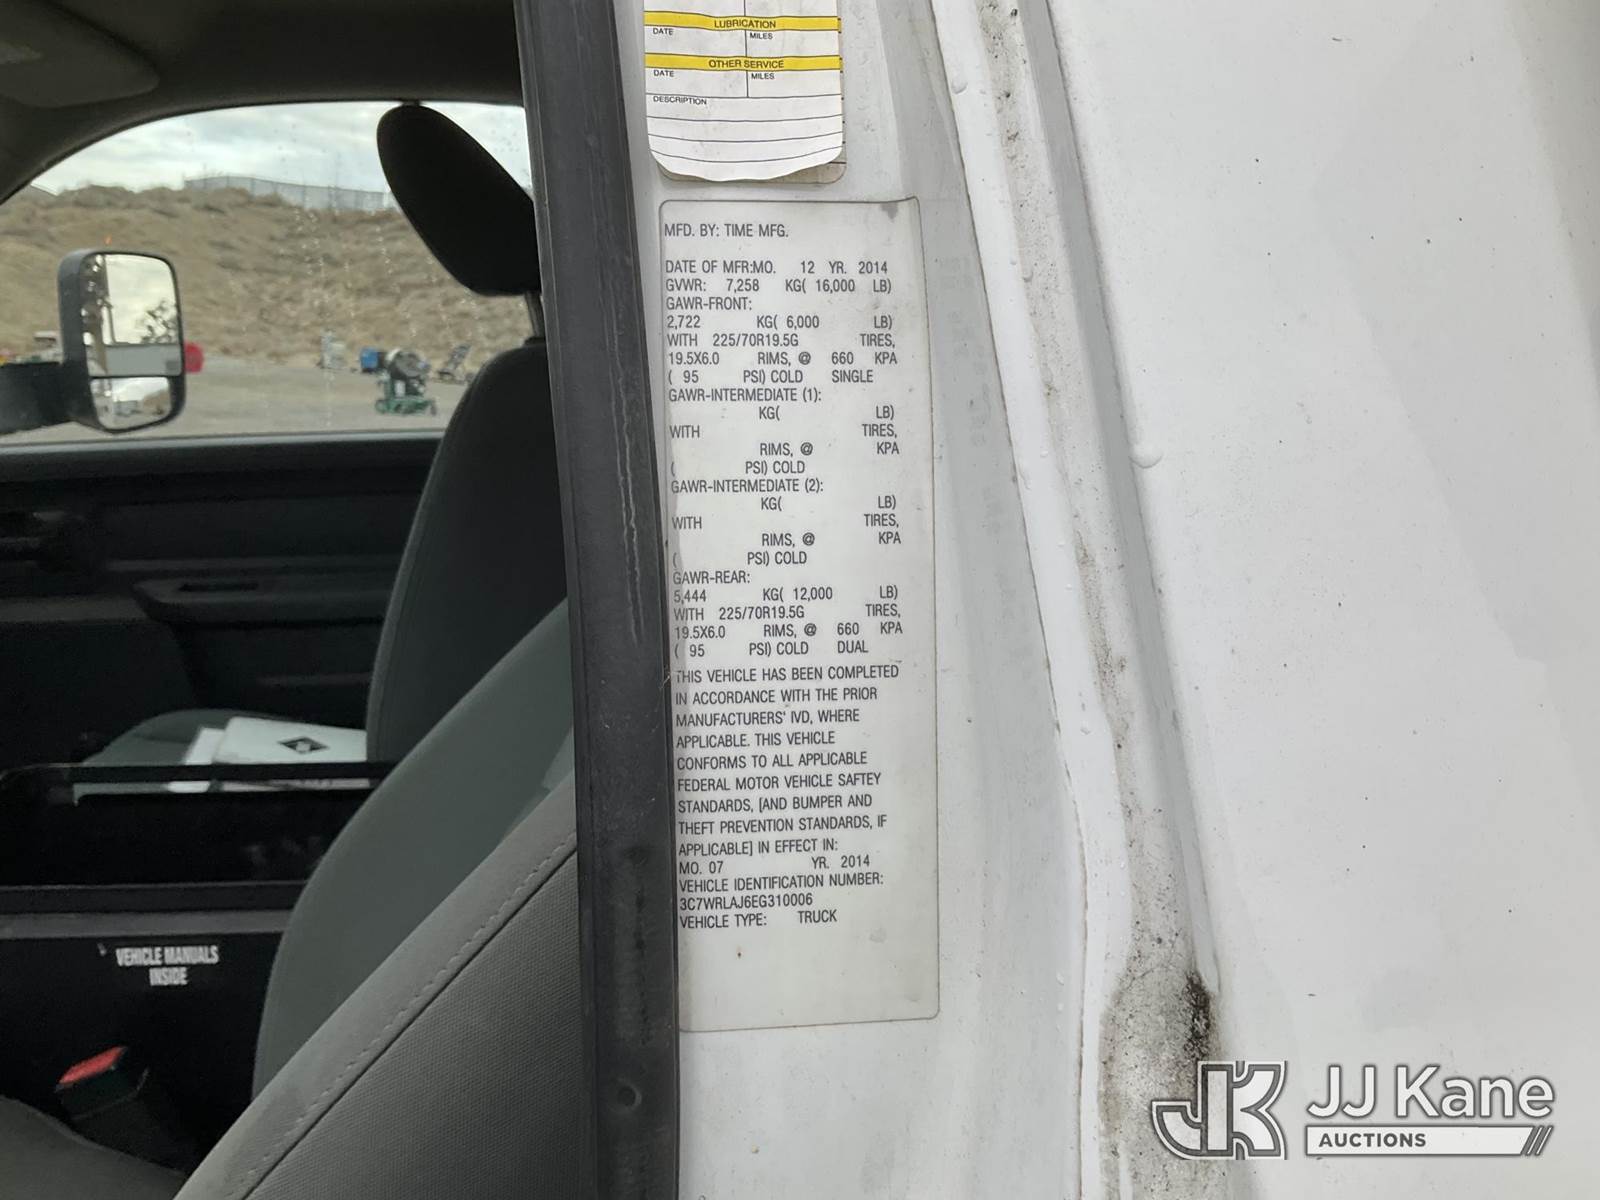 LUBRICATION
DATE MILES
OTHER SERVICE
DATE MILES
DESCRIPTION
MFD. BY: TIME MFG.
DATE OF MFR:MO. 12 YR. 2014
GVWR: 7,258 KG( 16,000 LB)
GAWR-FRONT:
2,722 KG( 6,000 LB)
WITH 225/70R19.5G TIRES,
19.5X6.0 RIMS, @ 660 KPA
( 95 PSI) COLD SINGLE
GAWR-INTERMEDIATE (1):
KG( LB)
WITH TIRES,
RIMS, @ KPA
( PSI) COLD
GAWR-INTERMEDIATE (2):
KG( LB)
WITH TIRES,
RIMS, @ KPA
( PSI) COLD
GAWR-REAR:
5,444 KG( 12,000 LB)
WITH 225/70R19.5G TIRES,
19.5X6.0 RIMS, @ 660 KPA
( 95 PSI) COLD DUAL
THIS VEHICLE HAS BEEN COMPLETED
IN ACCORDANCE WITH THE PRIOR
MANUFACTURERS' IVD, WHERE
APPLICABLE. THIS VEHICLE
CONFORMS TO ALL APPLICABLE
FEDERAL MOTOR VEHICLE SAFTEY
STANDARDS, [AND BUMPER AND
THEFT PREVENTION STANDARDS, IF
APPLICABLE] IN EFFECT IN:
MO. 07 YR. 2014
VEHICLE IDENTIFICATION NUMBER:
3C7WRLAJ6EG310006
VEHICLE TYPE: TRUCK
VEHICLE MANUALS
INSIDE
JK JJ Kane
AUCTIONS